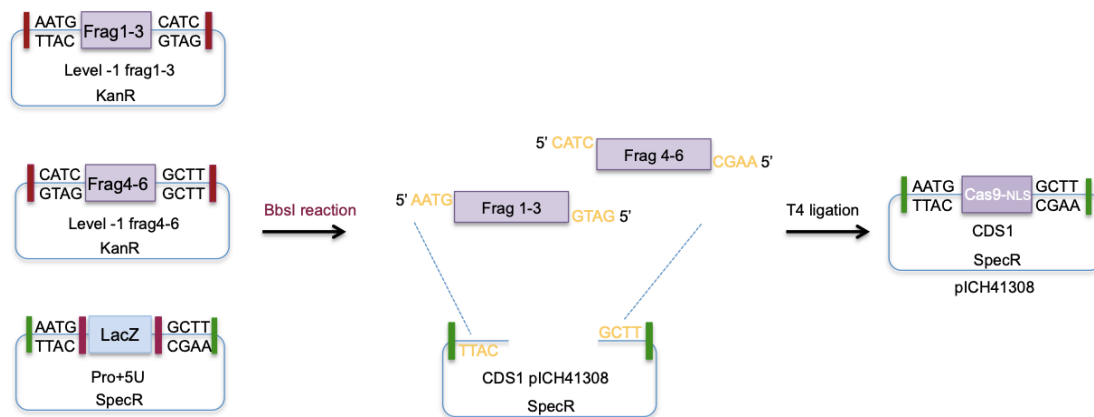 AATG Frag1-3 CATC
TTAC GTAG
Level -1 frag1-3
KanR
CATC Frag4-6 GCTT
GTAG GCTT
Level -1 frag4-6
KanR
AATG LacZ GCTT
TTAC CGAA
Pro+5U
SpecR
BbsI reaction
5’ CATC Frag 4-6 CGAA 5’
5’ AATG Frag 1-3 GTAG 5’
GCTT
TTAC
CDS1 pICH41308
SpecR
T4 ligation
AATG Cas9-NLS GCTT
TTAC CGAA
CDS1
SpecR
pICH41308